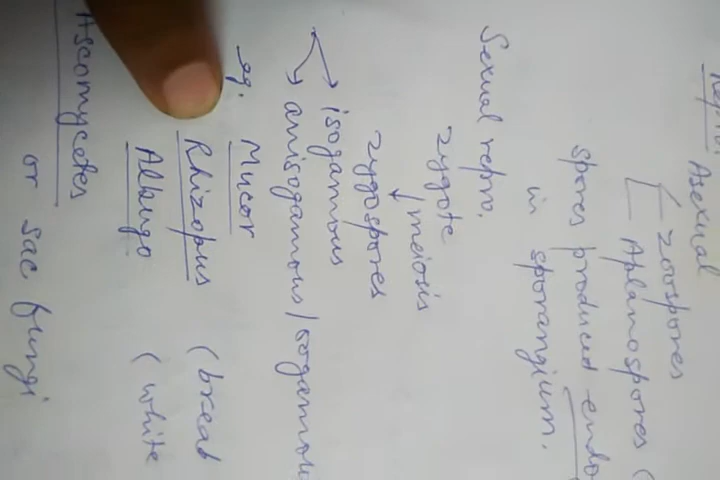 Asexual
Zoospores
Aplanospores (
spores produced endo
in sporangium.
Sexual repro.
zygote
meiosis
zygospores
isogamous
anisogamous/oogamous
eg. Mucor
Rhizopus (bread
Albugo (white
Ascomycetes or sac fungi